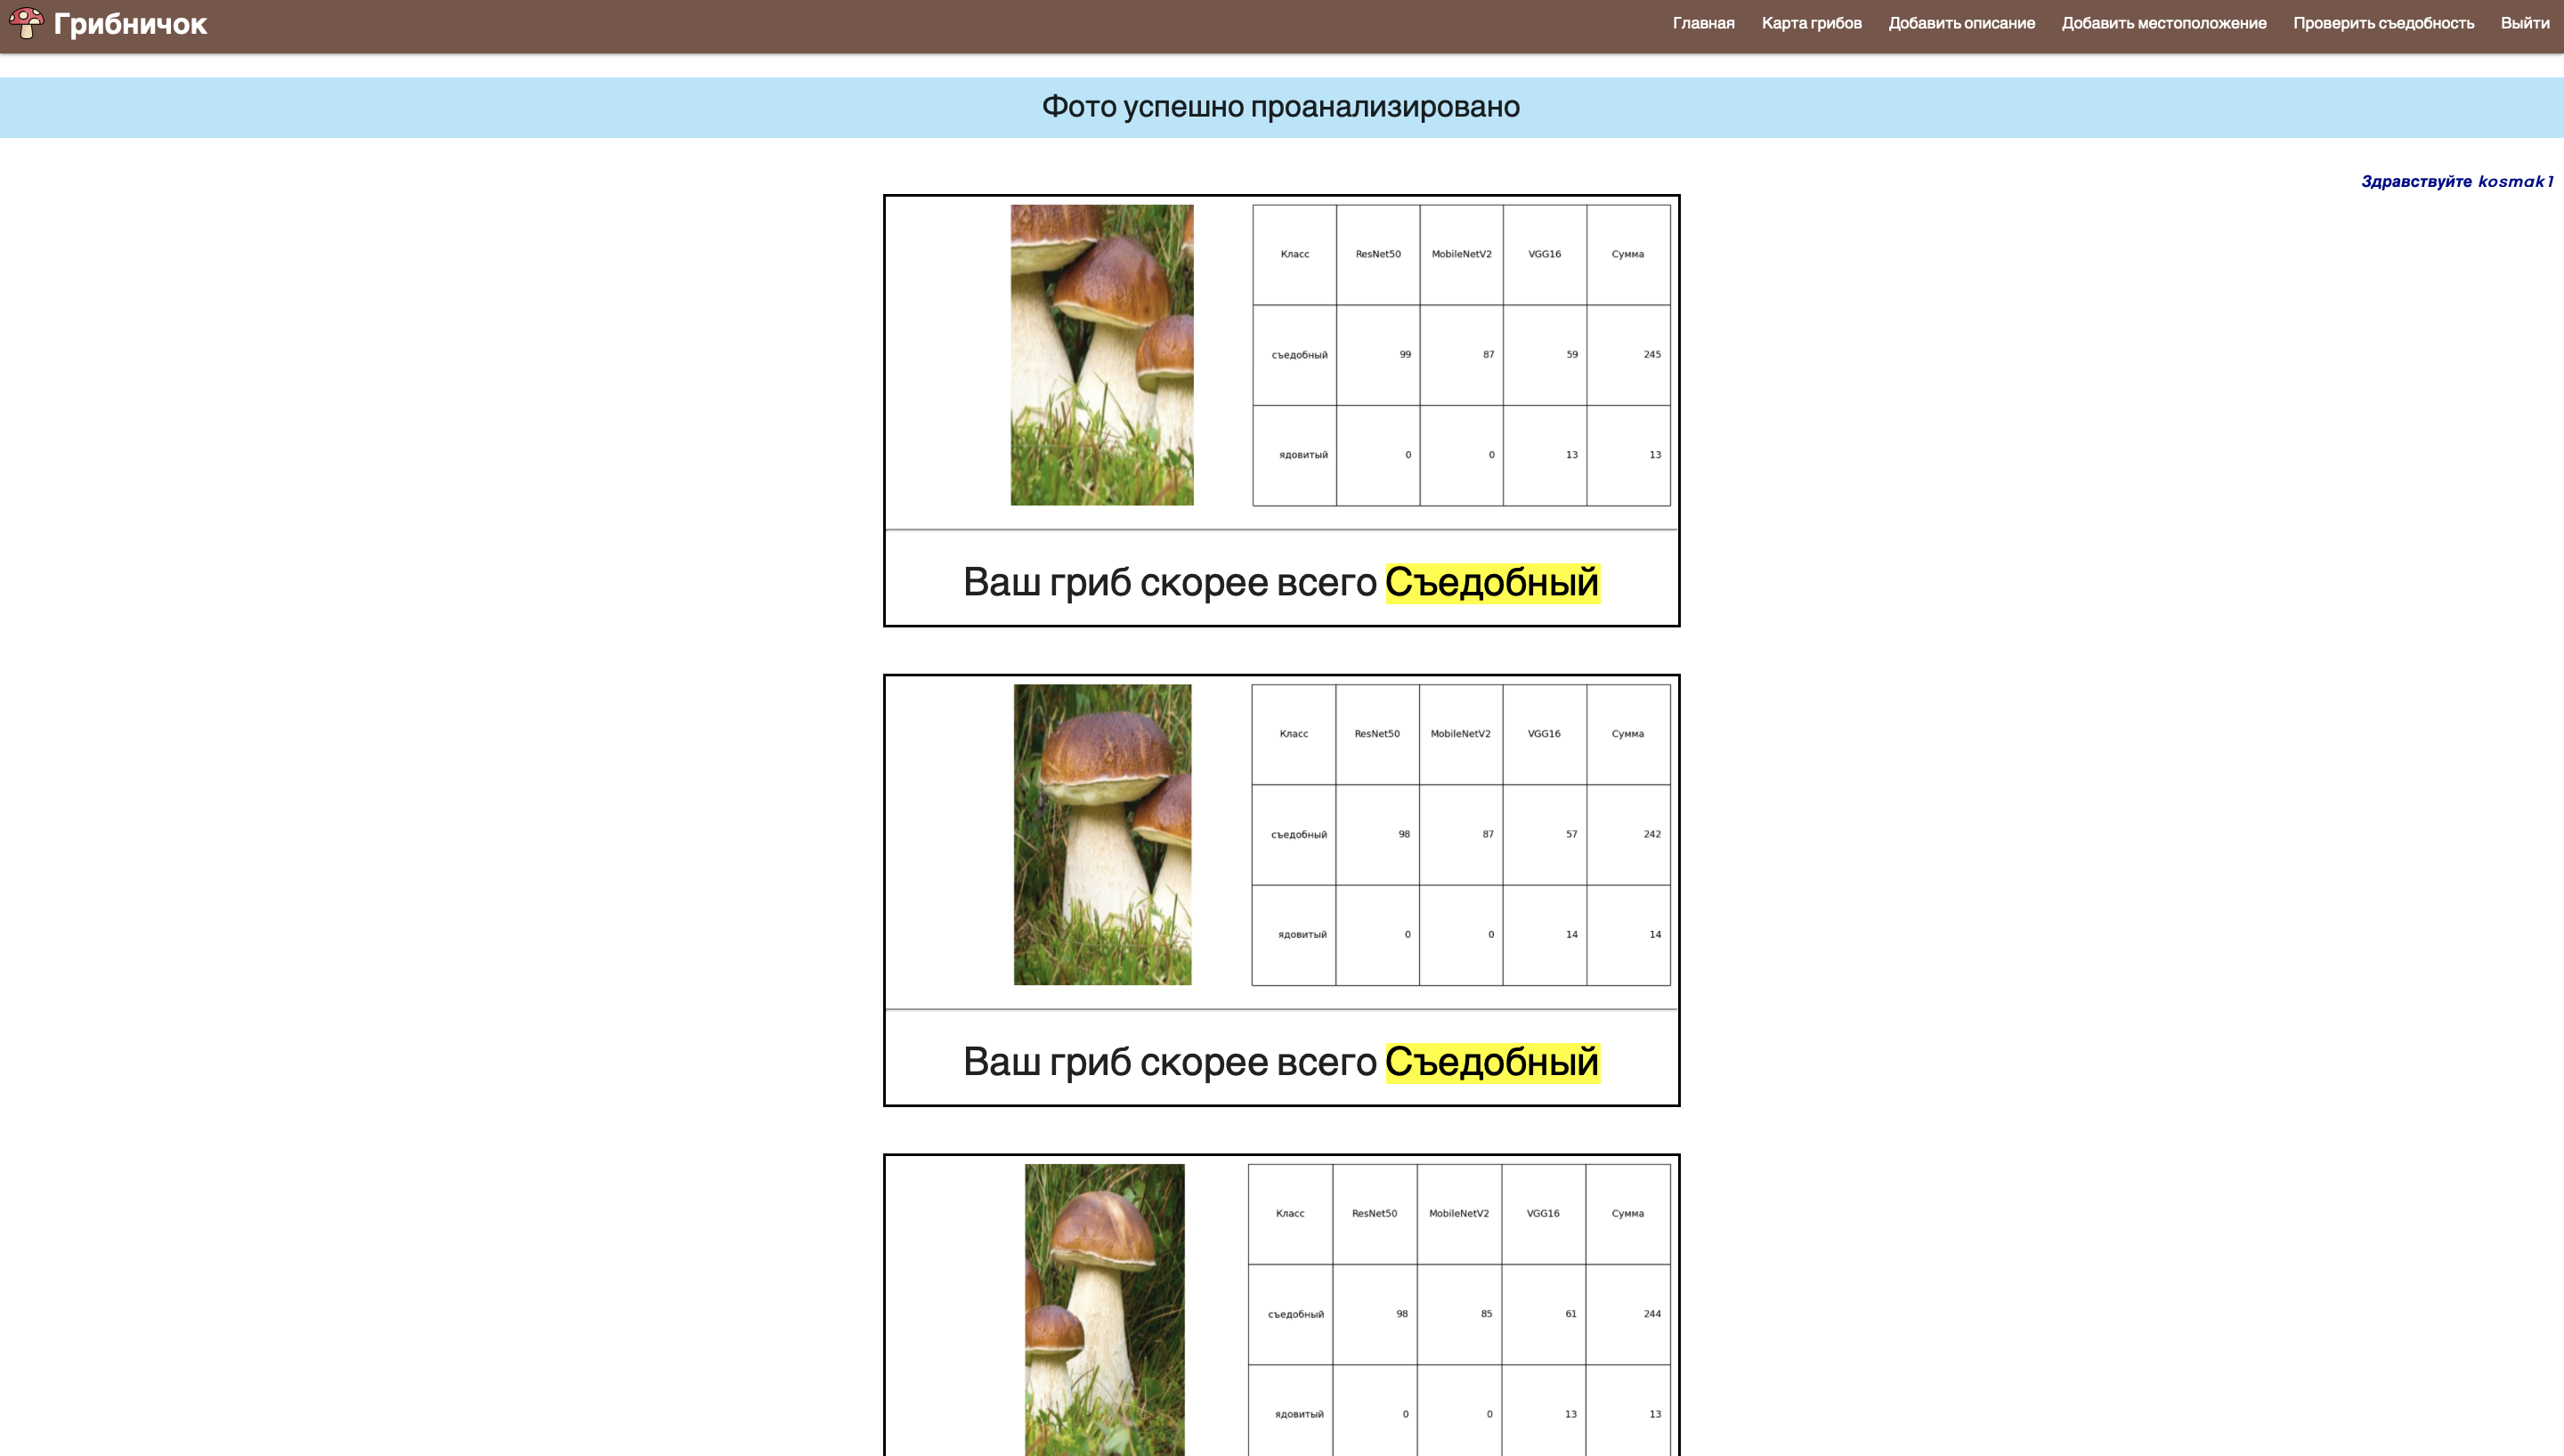 Грибничок
Главная Карта грибов Добавить описание Добавить местоположение Проверить съедобность Выйти
Фото успешно проанализировано
Здравствуйте kosmak1
Класс ResNet50 MobileNetV2 VGG16 Сумма
съедобный 99 87 59 245
ядовитый 0 0 13 13
Ваш гриб скорее всего Съедобный
Класс ResNet50 MobileNetV2 VGG16 Сумма
съедобный 98 87 57 242
ядовитый 0 0 14 14
Ваш гриб скорее всего Съедобный
Класс ResNet50 MobileNetV2 VGG16 Сумма
съедобный 98 85 61 244
ядовитый 0 0 13 13